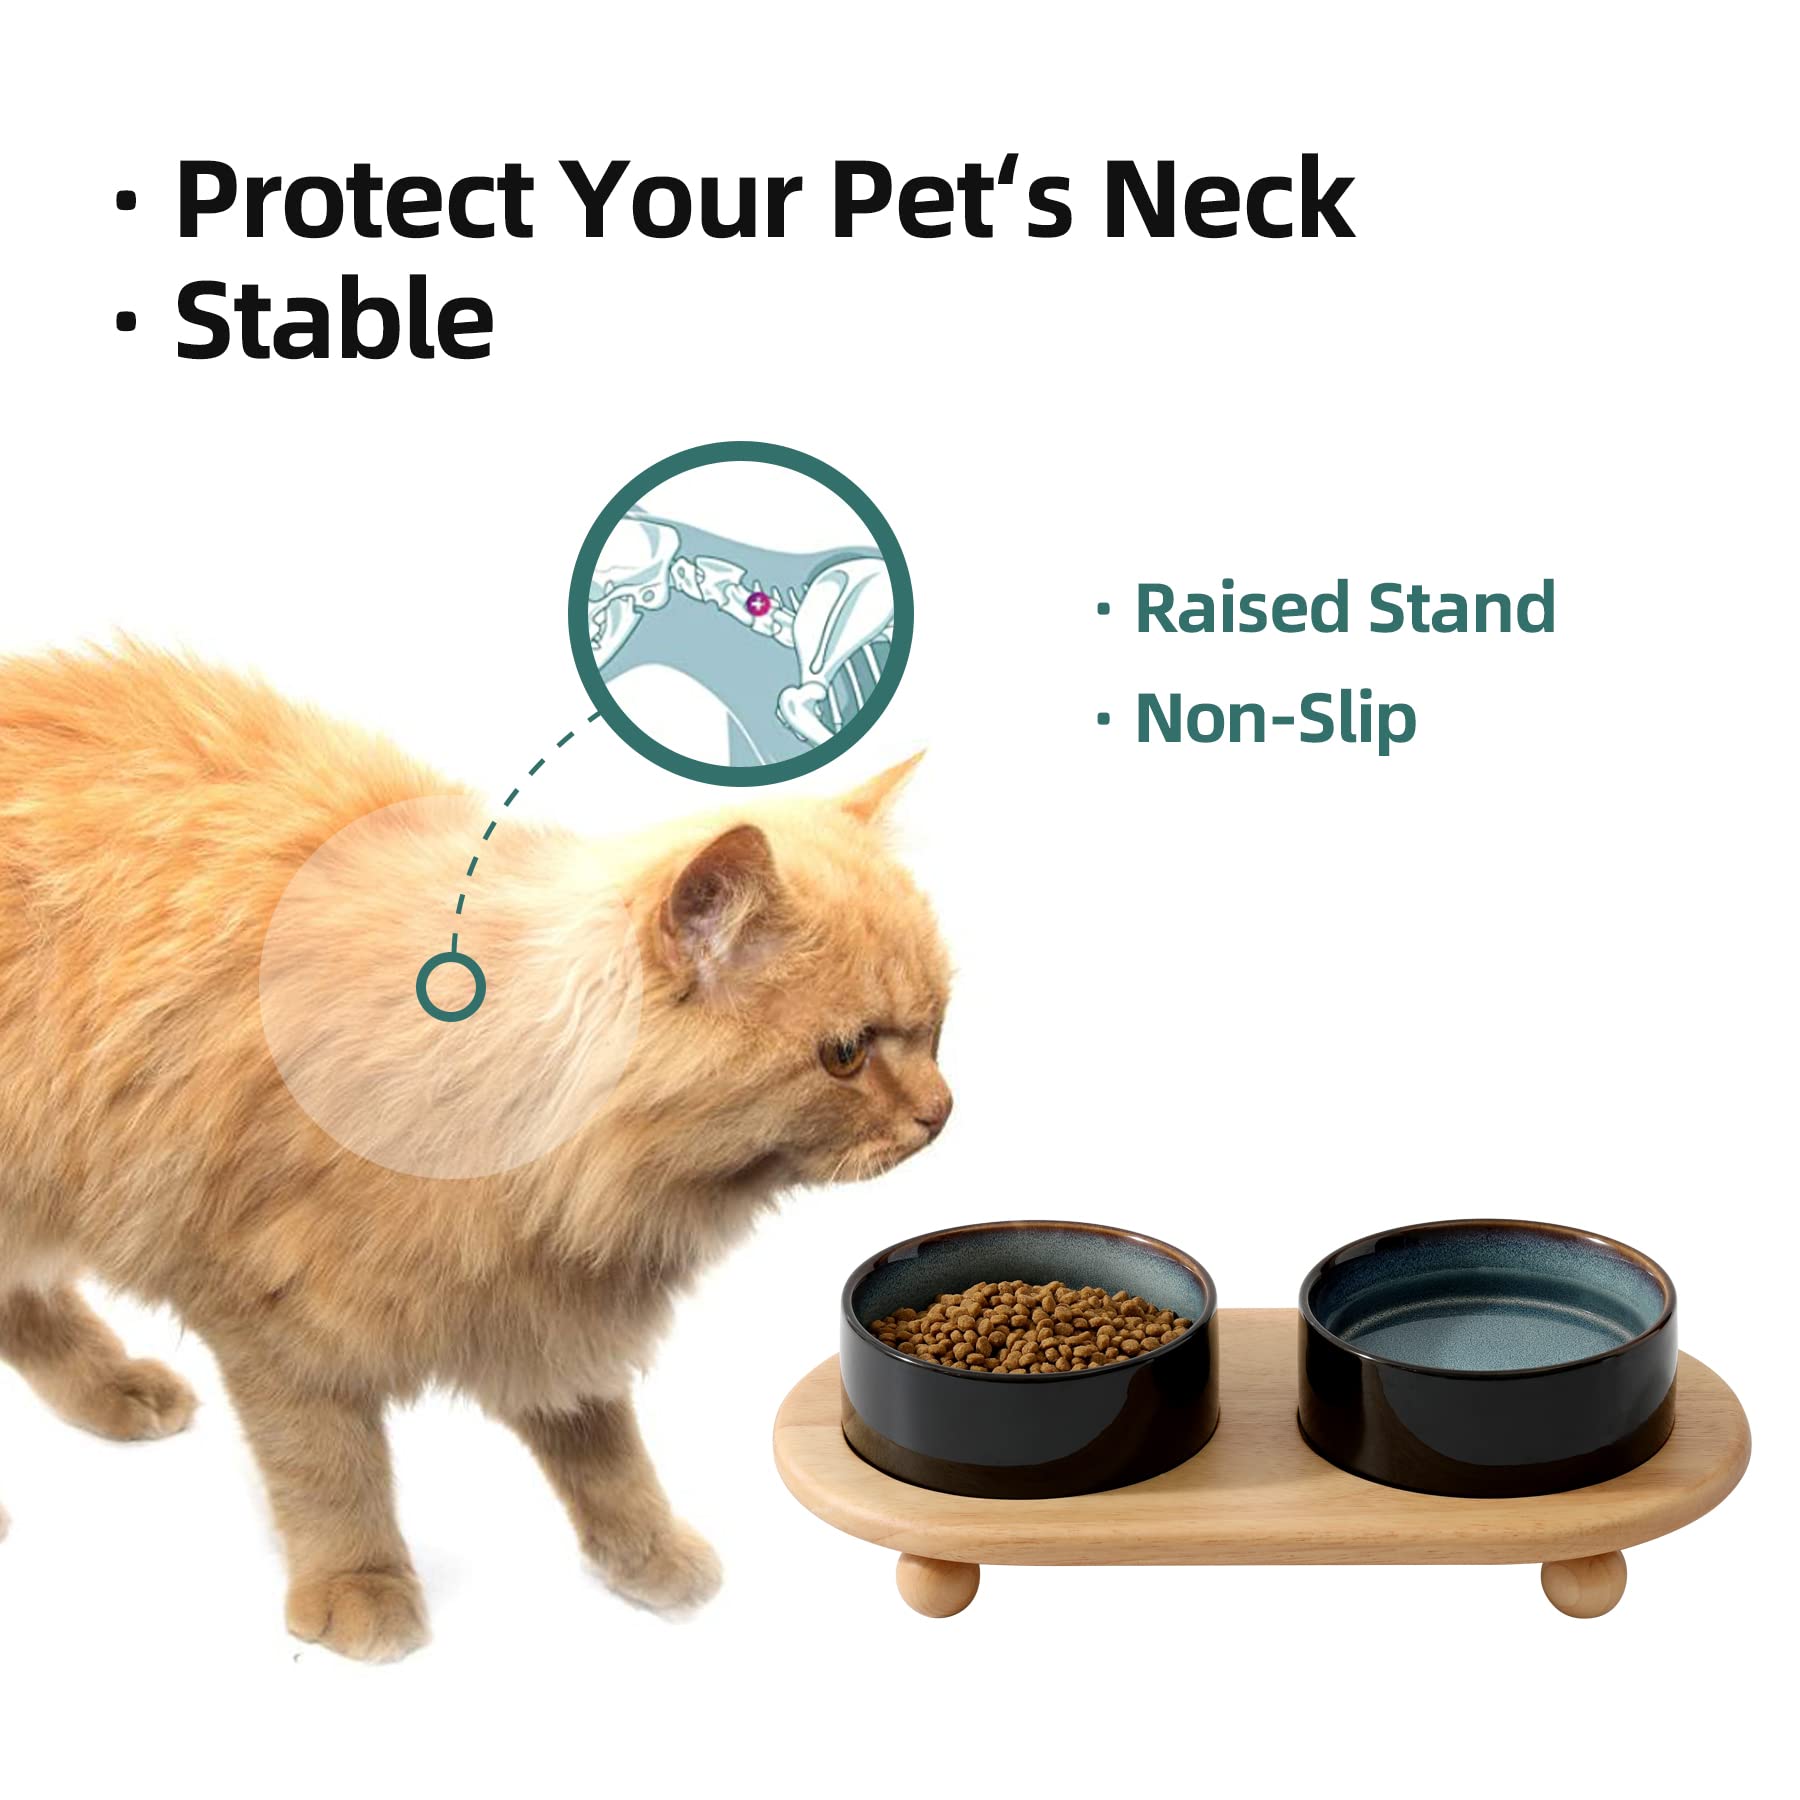 · Protect Your Pet‘s Neck
· Stable
· Raised Stand
· Non-Slip